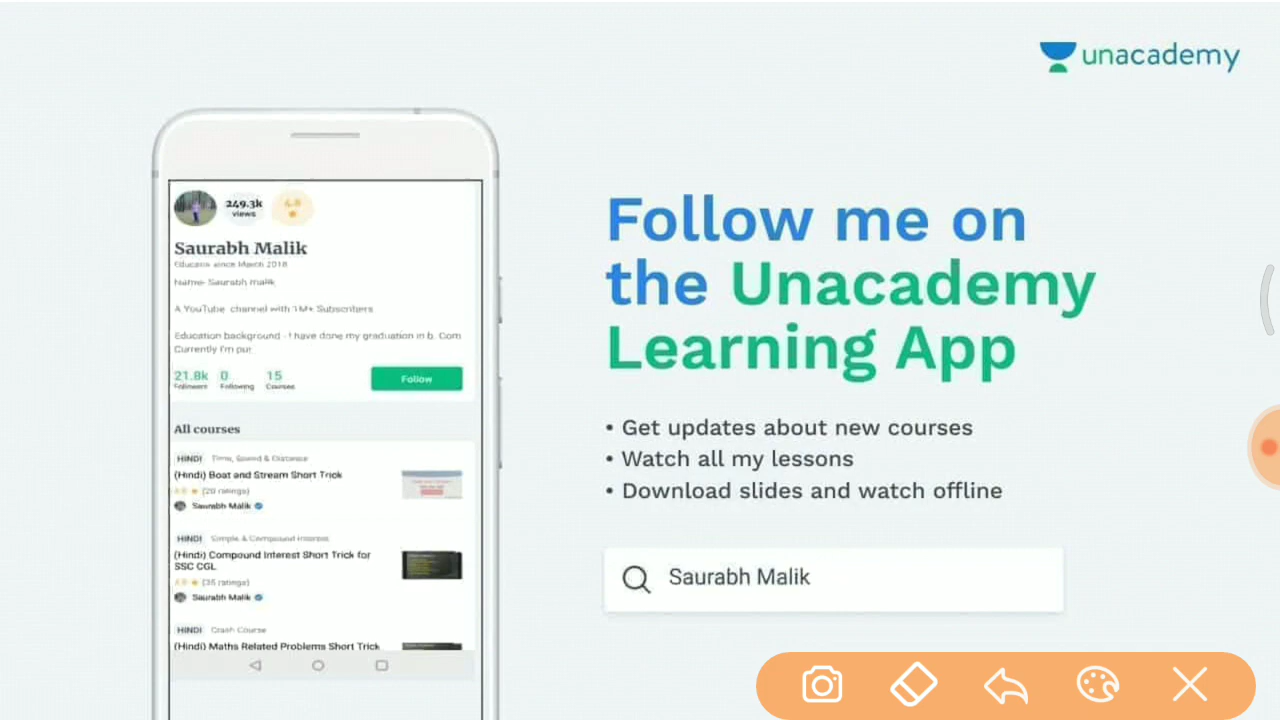 unacademy
249.3k
views
4.8
Saurabh Malik
Educator since March 2018
Name- Saurabh malik
A YouTube channel with 1M+ Subscribers
Education background - I have done my graduation in b. Com
Currently I'm pur
21.8k 0 15
Followers Following Courses
Follow
All courses
HINDI Time, Speed & Distance
(Hindi) Boat and Stream Short Trick
(20 ratings)
Saurabh Malik
HINDI Simple & Compound Interest
(Hindi) Compound Interest Short Trick for
SSC CGL
(35 ratings)
Saurabh Malik
HINDI Crash Course
(Hindi) Maths Related Problems Short Trick
Follow me on
the Unacademy
Learning App
• Get updates about new courses
• Watch all my lessons
• Download slides and watch offline
Saurabh Malik